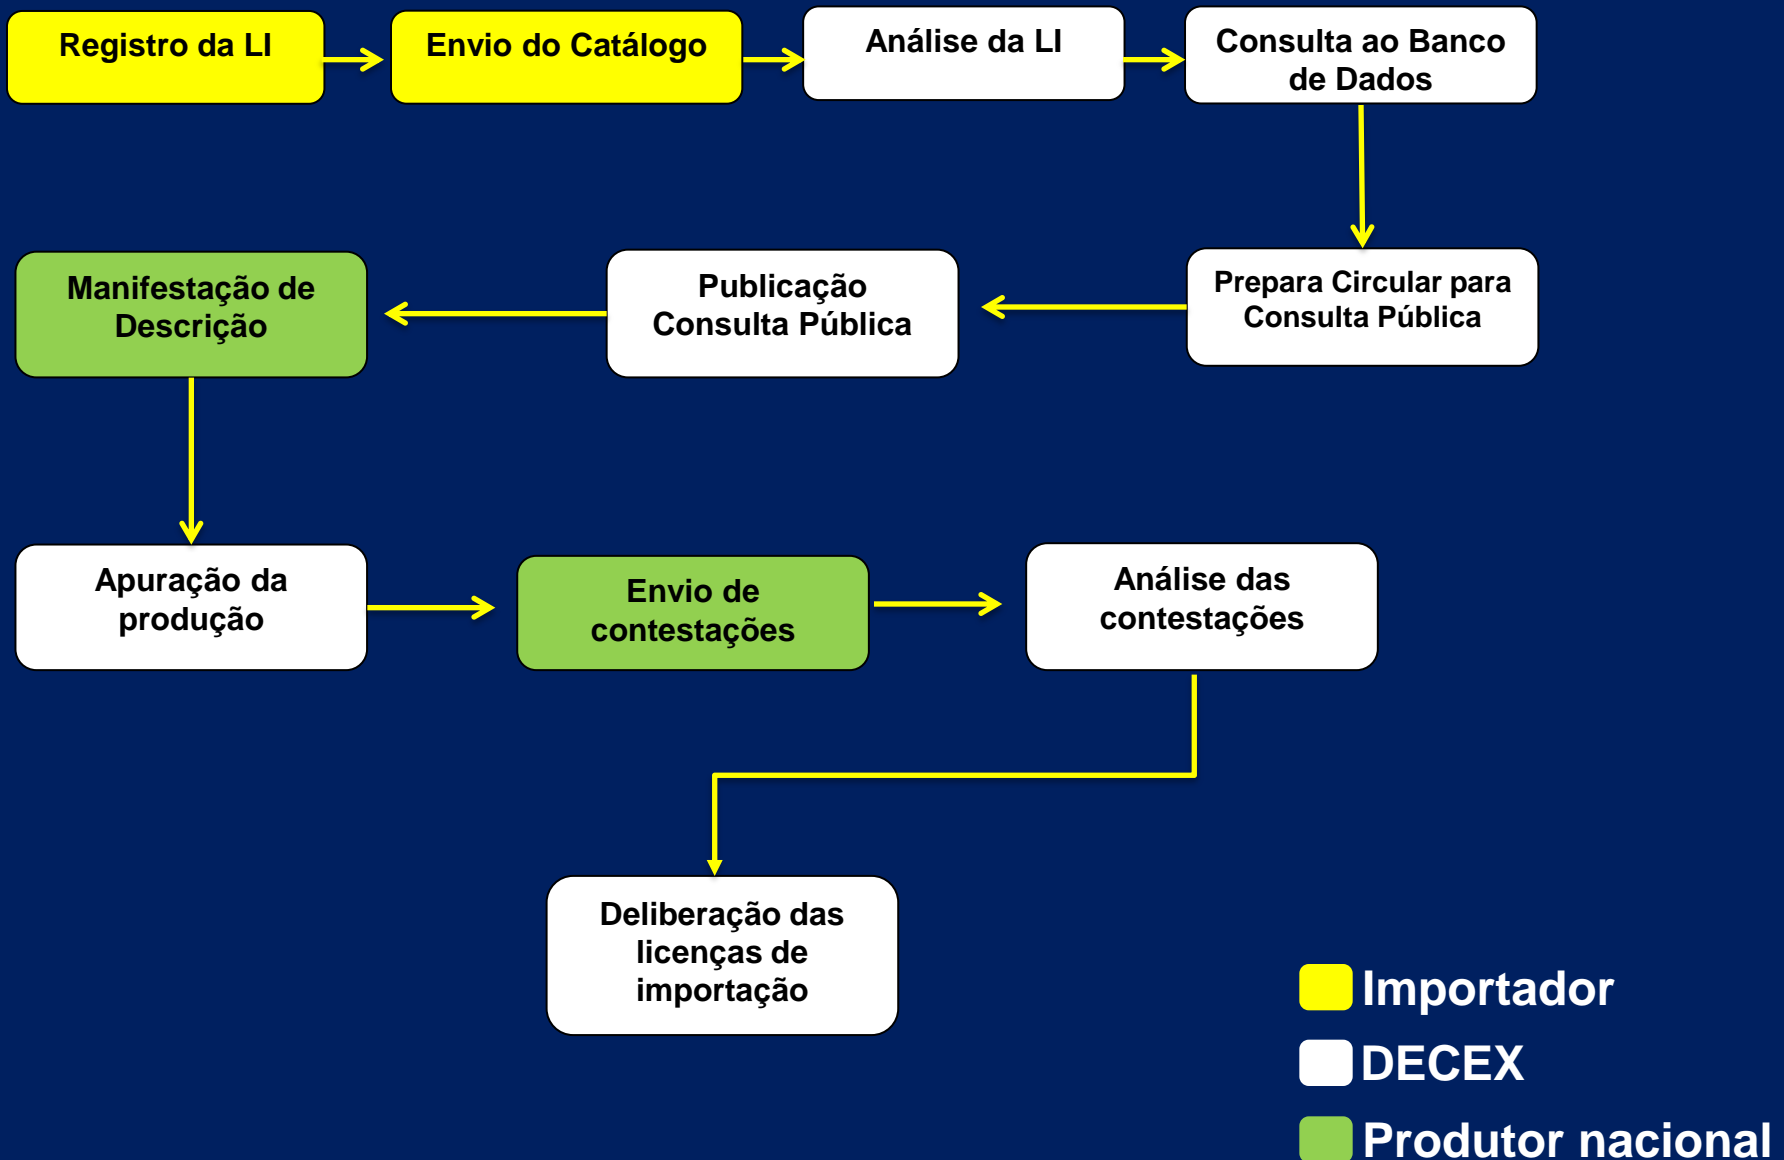 Registro da LI
Envio do Catálogo
Análise da LI
Consulta ao Banco
de Dados
Manifestação de
Descrição
Publicação
Consulta Pública
Prepara Circular para
Consulta Pública
Apuração da
produção
Envio de
contestações
Análise das
contestações
Deliberação das
licenças de
importação
Importador
DECEX
Produtor nacional